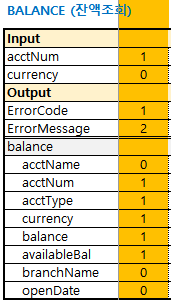 BALANCE (잔액조회)
Input
acctNum 1
currency 0
Output
ErrorCode 1
ErrorMessage 2
balance
acctName 0
acctNum 1
acctType 1
currency 1
balance 1
availableBal 1
branchName 0
openDate 0